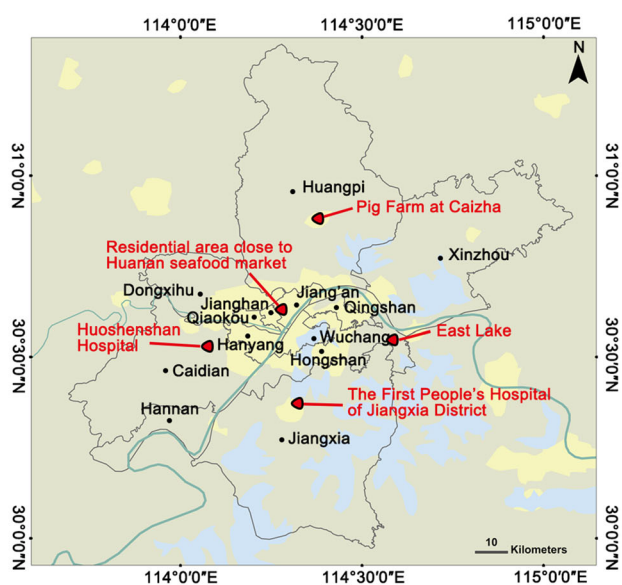 114°0'0"E 114°30'0"E 115°0'0"E
N
31°0'0"N
31°0'0"N
Huangpi
Pig Farm at Caizha
Residential area close to
Huanan seafood market
Xinzhou
Dongxihu
Jiang'an
Jianghan
Qingshan
Qiaokou
Huoshenshan
Hospital
Hanyang
Wuchang
East Lake
Hongshan
30°30'0"N
30°30'0"N
Caidian
The First People's Hospital
of Jiangxia District
Hannan
Jiangxia
30°0'0"N
30°0'0"N
10
Kilometers
114°0'0"E 114°30'0"E 115°0'0"E